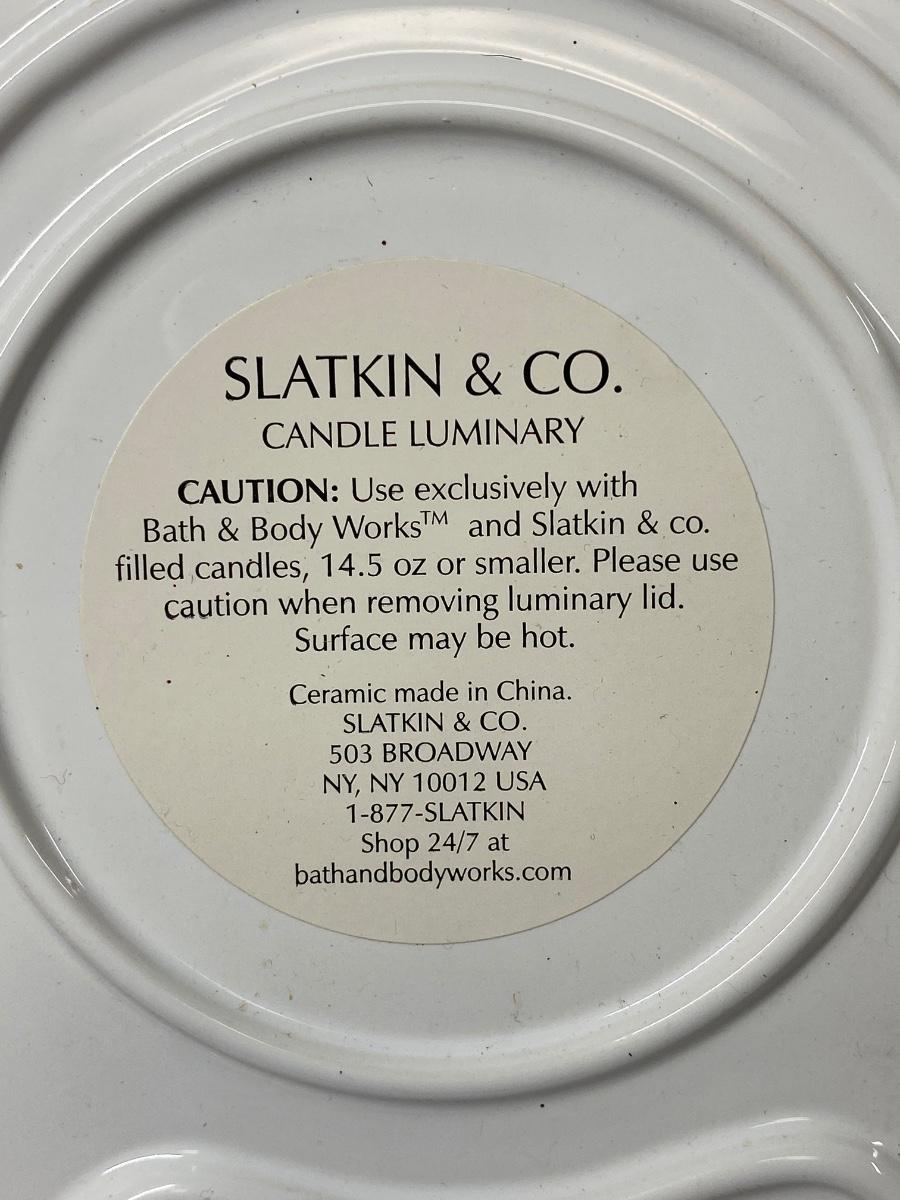 SLATKIN & CO.
CANDLE LUMINARY
CAUTION: Use exclusively with
Bath & Body Works™ and Slatkin & co.
filled candles, 14.5 oz or smaller. Please use
caution when removing luminary lid.
Surface may be hot.
Ceramic made in China.
SLATKIN & CO.
503 BROADWAY
NY, NY 10012 USA
1-877-SLATKIN
Shop 24/7 at
bathandbodyworks.com